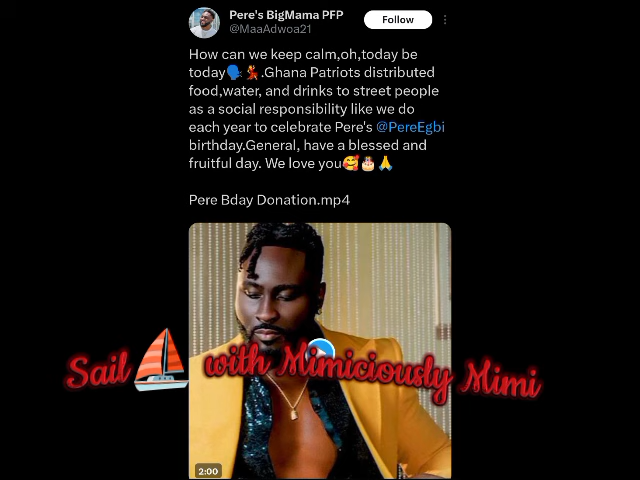 Pere's BigMama PFP
Follow
@MaaAdwoa21
How can we keep calm,oh,today be
today🗣️💃.Ghana Patriots distributed
food,water, and drinks to street people
as a social responsibility like we do
each year to celebrate Pere's @PereEgbi
birthday.General, have a blessed and
fruitful day. We love you🥰🎂🙏
Pere Bday Donation.mp4
Sail⛵ with Mimiciously Mimi
2:00